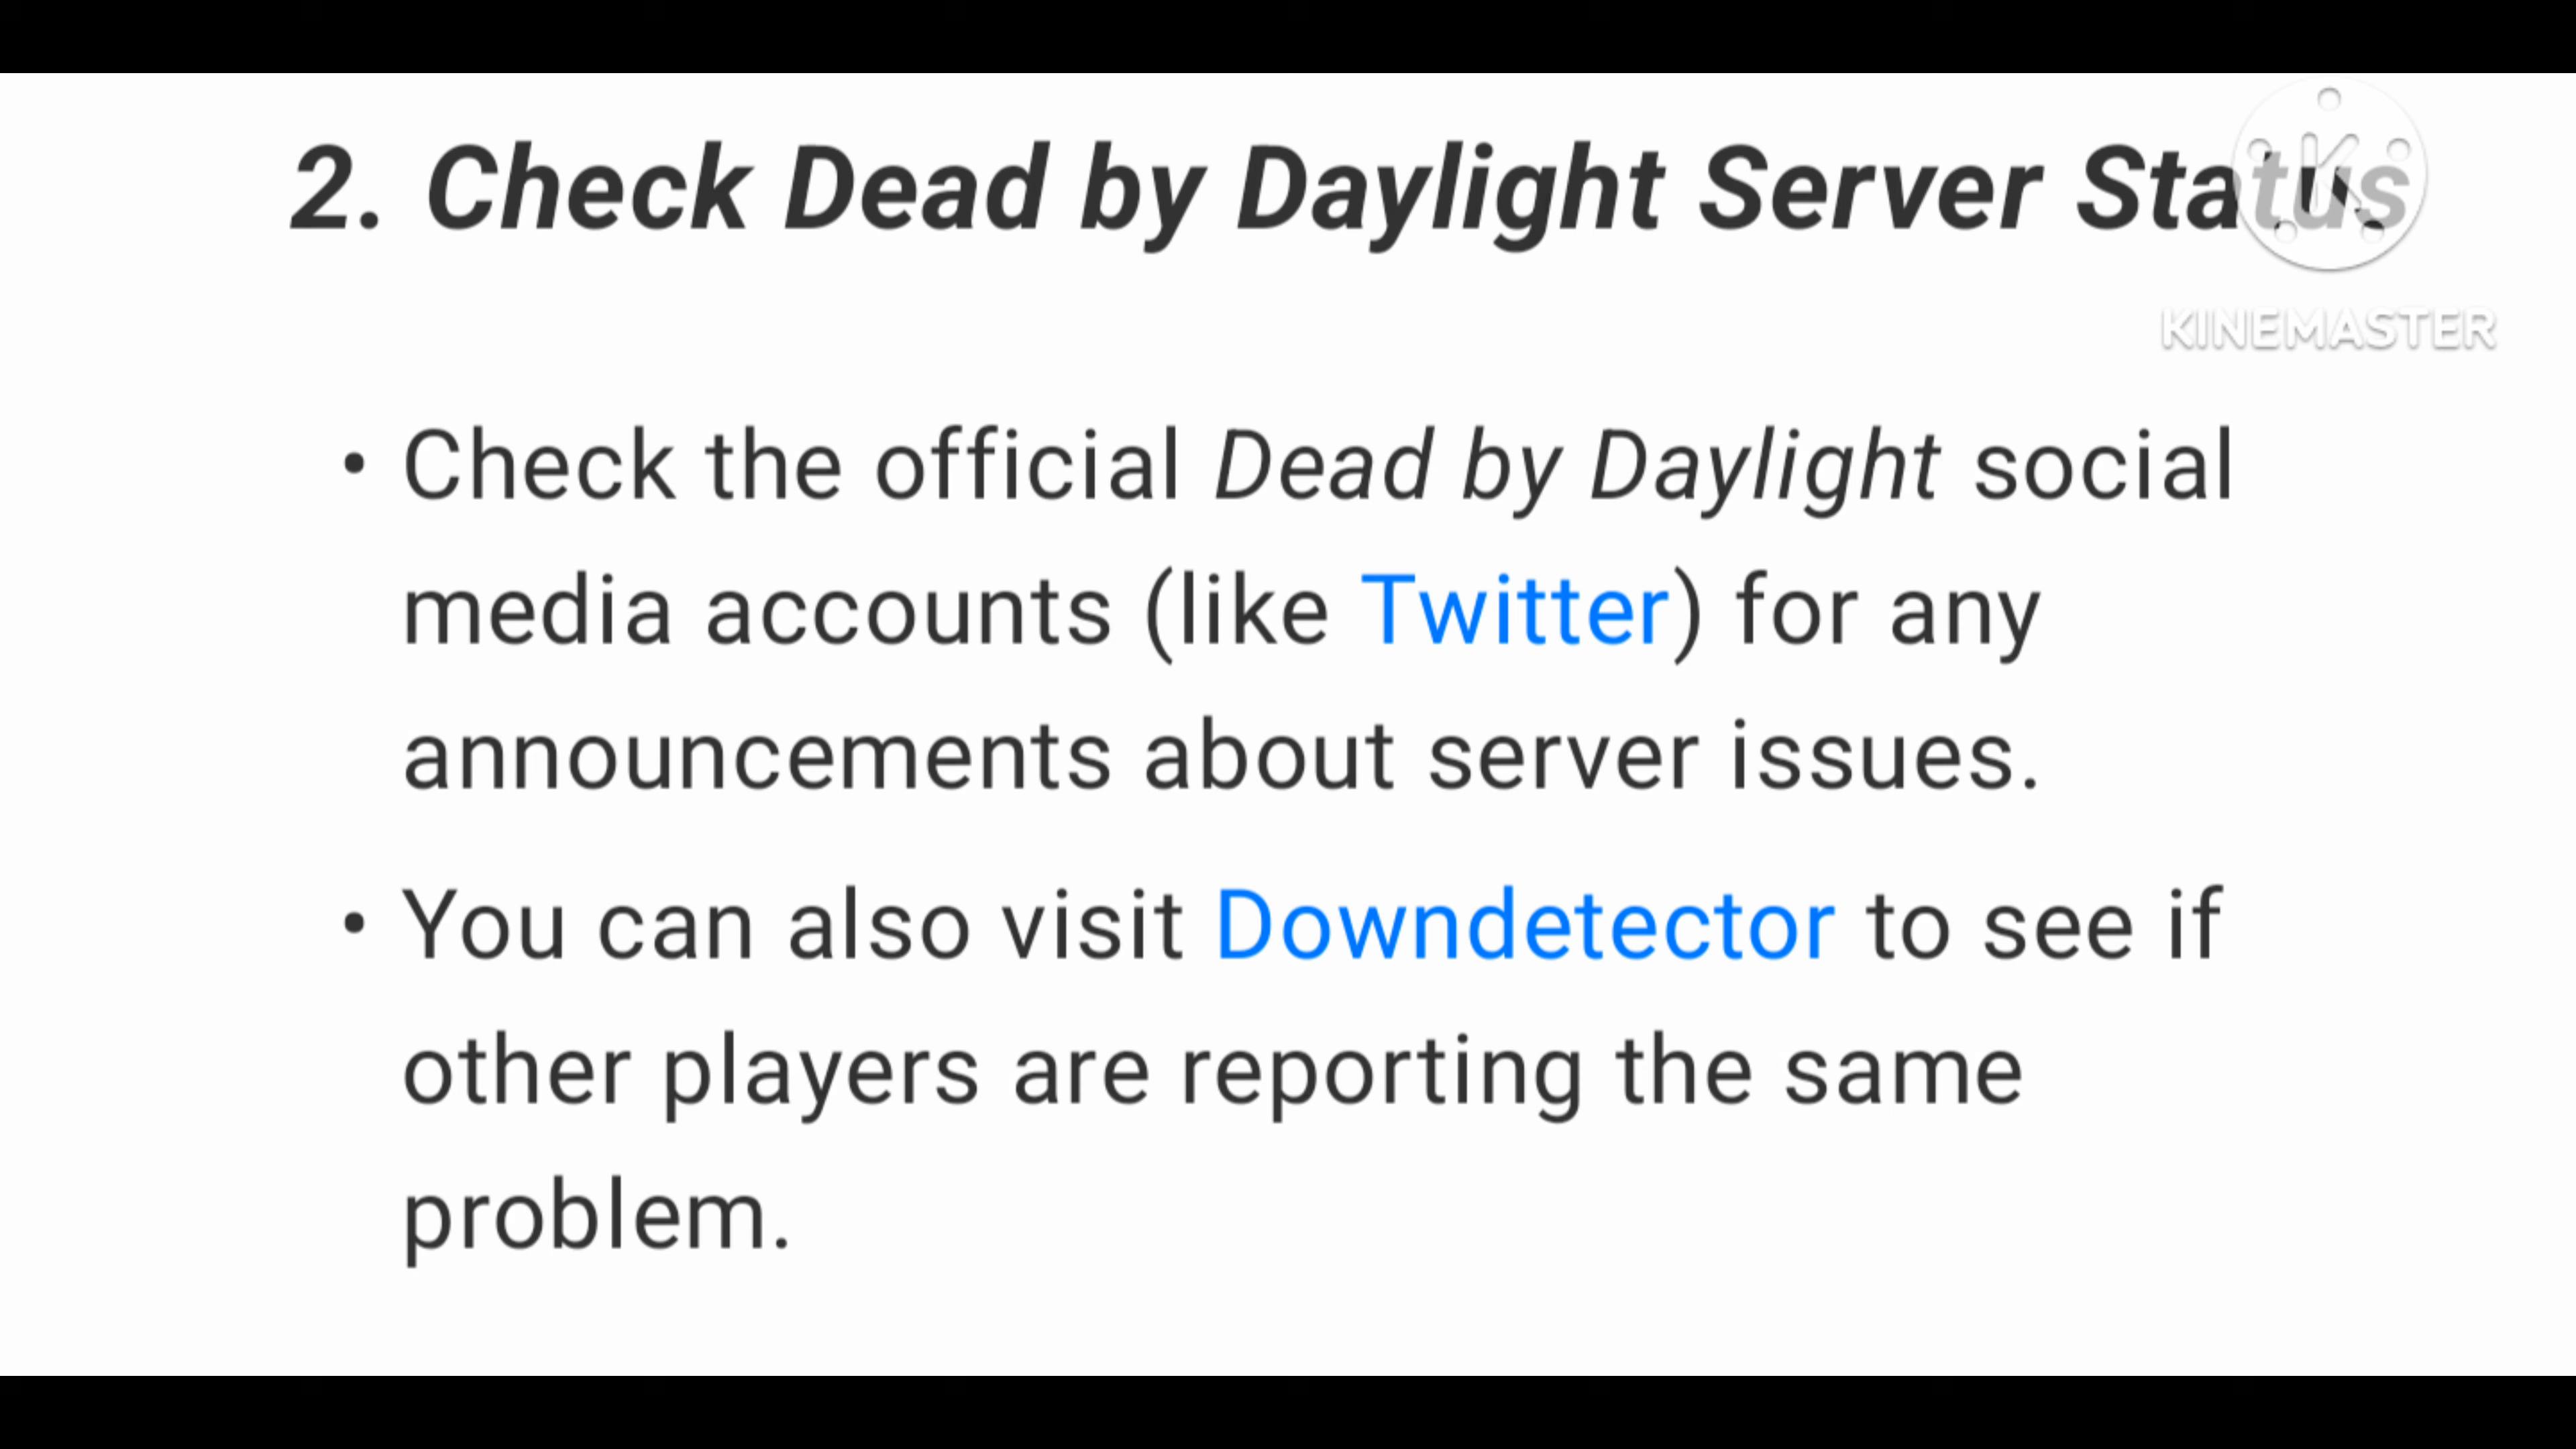 2. Check Dead by Daylight Server Status
KINEMASTER
• Check the official Dead by Daylight social
media accounts (like Twitter) for any
announcements about server issues.
• You can also visit Downdetector to see if
other players are reporting the same
problem.